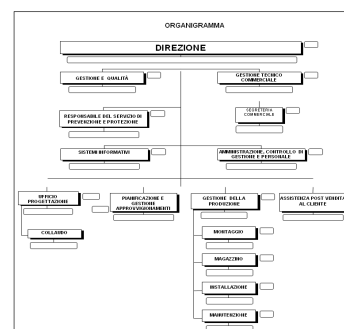 ORGANIGRAMMA
DIREZIONE
GESTIONE E QUALITÀ
GESTIONE TECNICO
COMMERCIALE
RESPONSABILE DEL SERVIZIO DI
PREVENZIONE E PROTEZIONE
SEGRETERIA
COMMERCIALE
SISTEMI INFORMATIVI
AMMINISTRAZIONE, CONTROLLO DI
GESTIONE E PERSONALE
UFFICIO
PROGETTAZIONE
PIANIFICAZIONE E
GESTIONE
APPROVVIGIONAMENTI
GESTIONE DELLA
PRODUZIONE
ASSISTENZA POST VENDITA
AL CLIENTE
COLLAUDO
MONTAGGIO
MAGAZZINO
INSTALLAZIONE
MANUTENZIONE